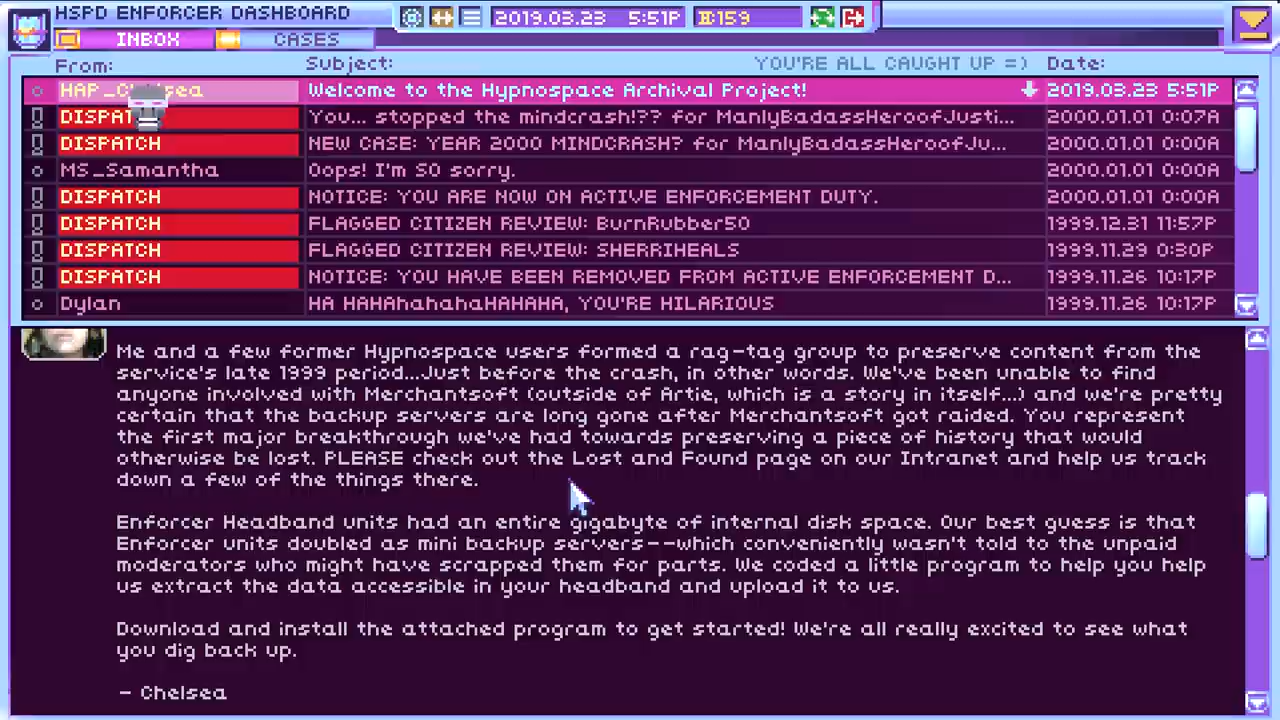 HSPD ENFORCER DASHBOARD
2019.03.23 5:51P
159
INBOX
CASES
From:
Subject:
YOU'RE ALL CAUGHT UP =)
Date:
Welcome to the Hypnospace Archival Project!
2019.03.23 5:51P
You... stopped the mindcrash!?? for ManlyBadassHeroofJusti...
2000.01.01 0:07A
DISPATCH
NEW CASE: YEAR 2000 MINDCRASH? for ManlyBadassHeroofJu...
2000.01.01 0:00A
MS_Samantha
Oops! I'm SO sorry.
2000.01.01 0:00A
DISPATCH
NOTICE: YOU ARE NOW ON ACTIVE ENFORCEMENT DUTY.
2000.01.01 0:00A
DISPATCH
FLAGGED CITIZEN REVIEW: BurnRubber50
1999.12.31 11:57P
DISPATCH
FLAGGED CITIZEN REVIEW: SHERRIHEALS
1999.11.29 0:30P
DISPATCH
NOTICE: YOU HAVE BEEN REMOVED FROM ACTIVE ENFORCEMENT D...
1999.11.26 10:17P
Dylan
HA HAHAhahahaHAHAHA, YOU'RE HILARIOUS
1999.11.26 10:17P
Me and a few former Hypnospace users formed a rag-tag group to preserve content from the
service's late 1999 period...Just before the crash, in other words. We've been unable to find
anyone involved with Merchantsoft (outside of Artie, which is a story in itself...) and we're pretty
certain that the backup servers are long gone after Merchantsoft got raided. You represent
the first major breakthrough we've had towards preserving a piece of history that would
otherwise be lost. PLEASE check out the Lost and Found page on our Intranet and help us track
down a few of the things there.
Enforcer Headband units had an entire gigabyte of internal disk space. Our best guess is that
Enforcer units doubled as mini backup servers--which conveniently wasn't told to the unpaid
moderators who might have scrapped them for parts. We coded a little program to help you help
us extract the data accessible in your headband and upload it to us.
Download and install the attached program to get started! We're all really excited to see what
you dig back up.
- Chelsea